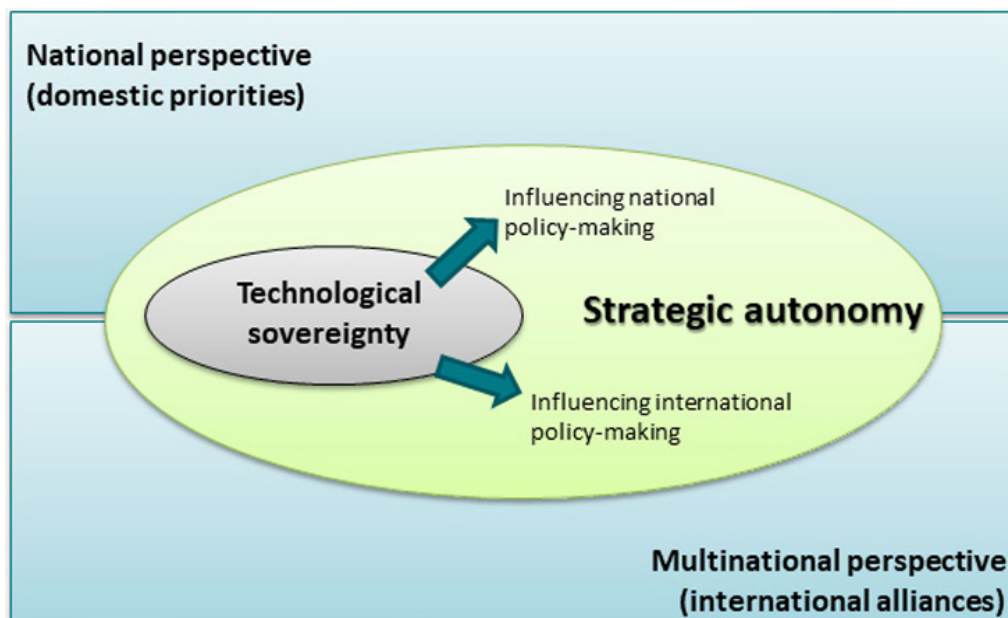 National perspective
(domestic priorities)
Influencing national
policy-making
Technological
sovereignty
Strategic autonomy
Influencing international
policy-making
Multinational perspective
(international alliances)